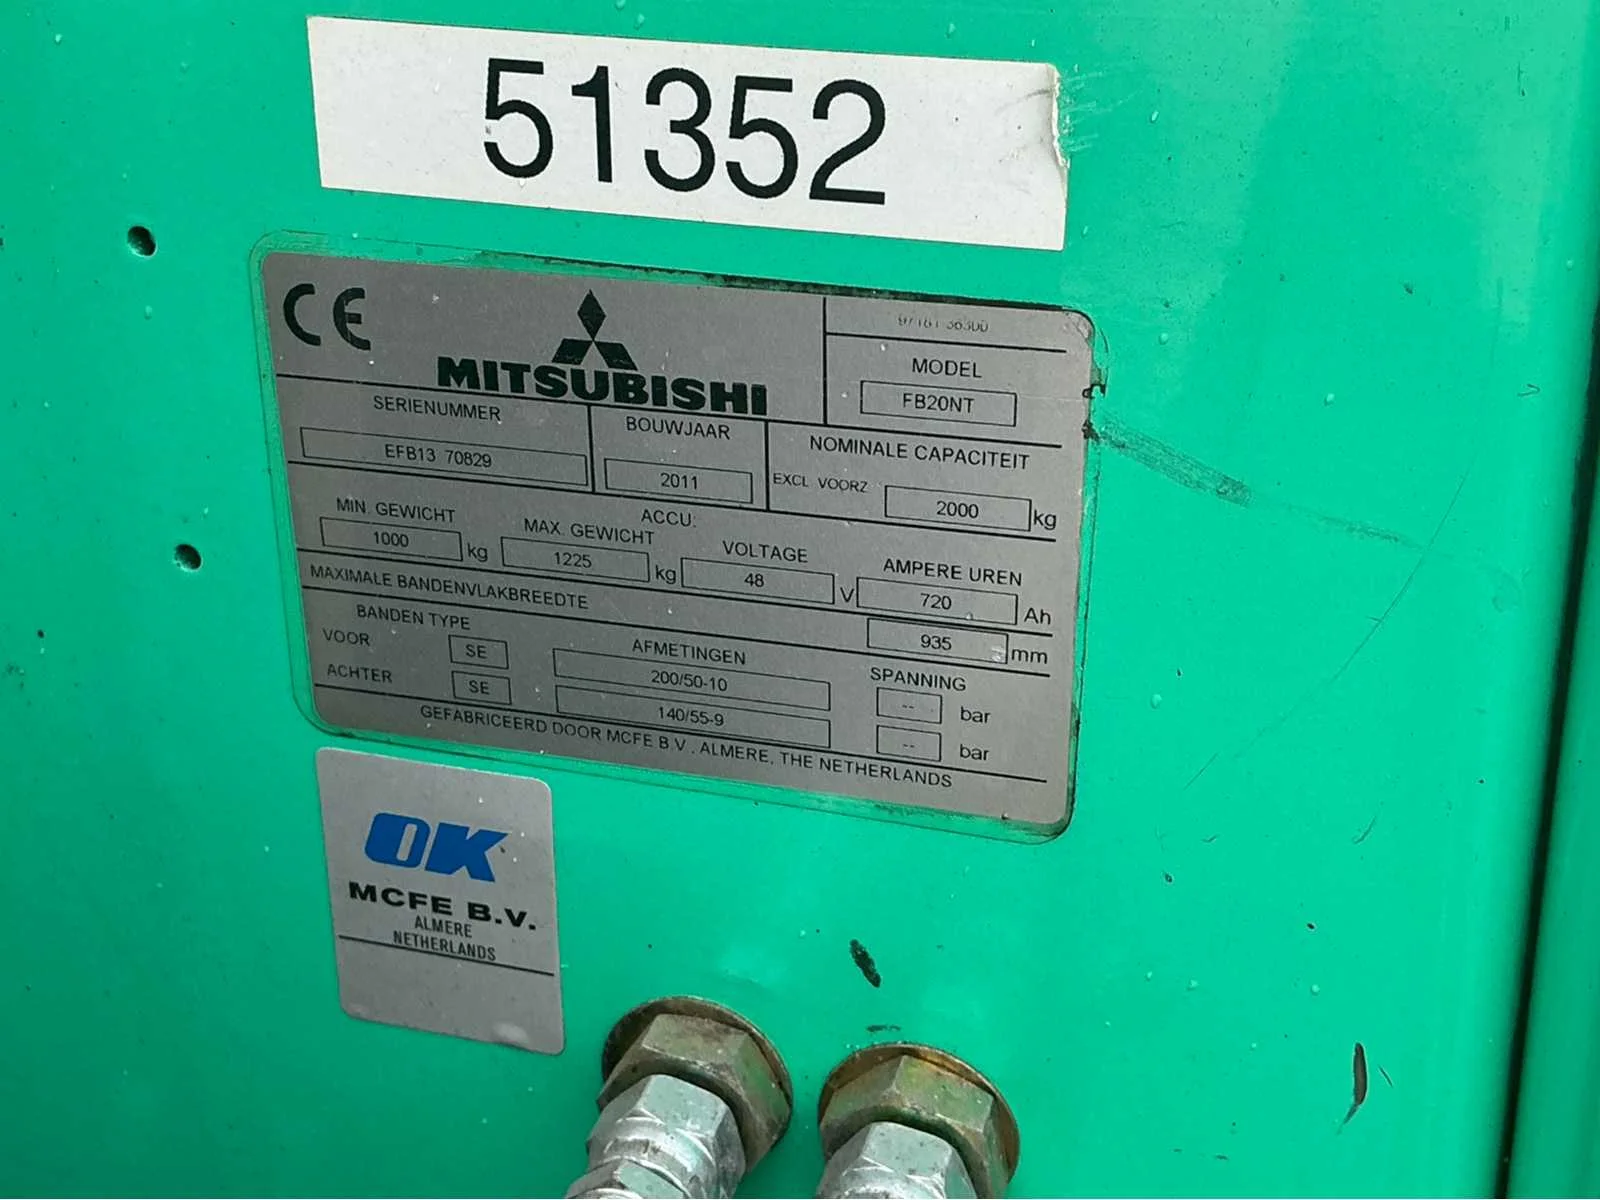 51352
CE
MITSUBISHI
MODEL
FB20NT
SERIENUMMER
EFB13 70829
BOUWJAAR
2011
NOMINALE CAPACITEIT
EXCL VOORZ 2000 kg
ACCU:
MIN. GEWICHT
1000 kg
MAX. GEWICHT
1225 kg
VOLTAGE
48 V
AMPERE UREN
720 Ah
MAXIMALE BANDENVLAKBREEDTE 935 mm
BANDEN TYPE AFMETINGEN SPANNING
VOOR SE 200/50-10 -- bar
ACHTER SE 140/55-9 -- bar
GEFABRICEERD DOOR MCFE B.V., ALMERE, THE NETHERLANDS
OK
MCFE B.V.
ALMERE
NETHERLANDS